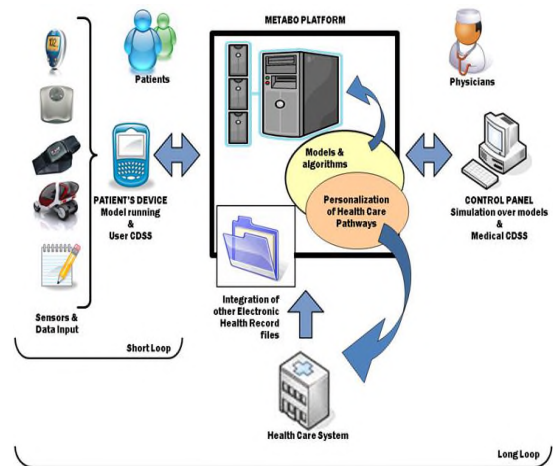 METABO PLATFORM
Patients
Physicians
Models &
algorithms
Personalization
of Health Care
Pathways
PATIENT'S DEVICE
Model running
&
User CDSS
CONTROL PANEL
Simulation over models
&
Medical CDSS
Sensors &
Data Input
Integration of
other Electronic
Health Record
files
Short Loop
Health Care System
Long Loop